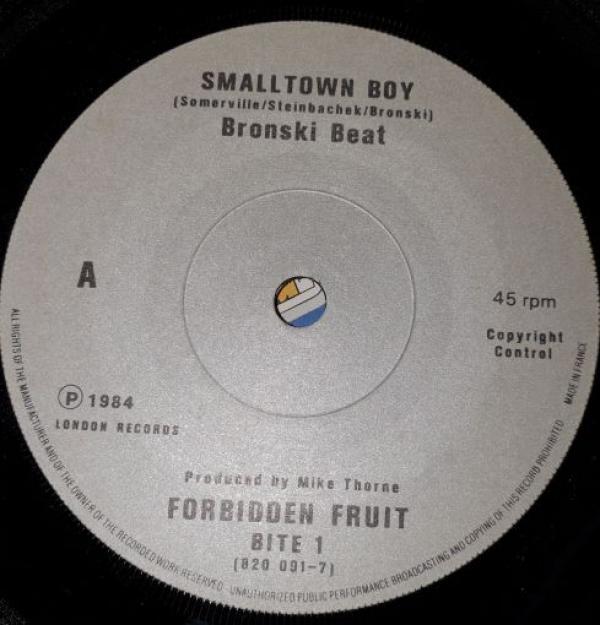 SMALLTOWN BOY
(Somerville/Steinbachek/Bronski)
Bronski Beat
A
45 rpm
Copyright
Control
Ⓟ 1984
LONDON RECORDS
Produced by Mike Thorne
FORBIDDEN FRUIT
BITE 1
(820 091-7)
ALL RIGHTS OF THE MANUFACTURER AND OF THE OWNER OF THE RECORDED WORK RESERVED · UNAUTHORIZED PUBLIC PERFORMANCE BROADCASTING AND COPYING OF THIS RECORD PROHIBITED MADE IN FRANCE